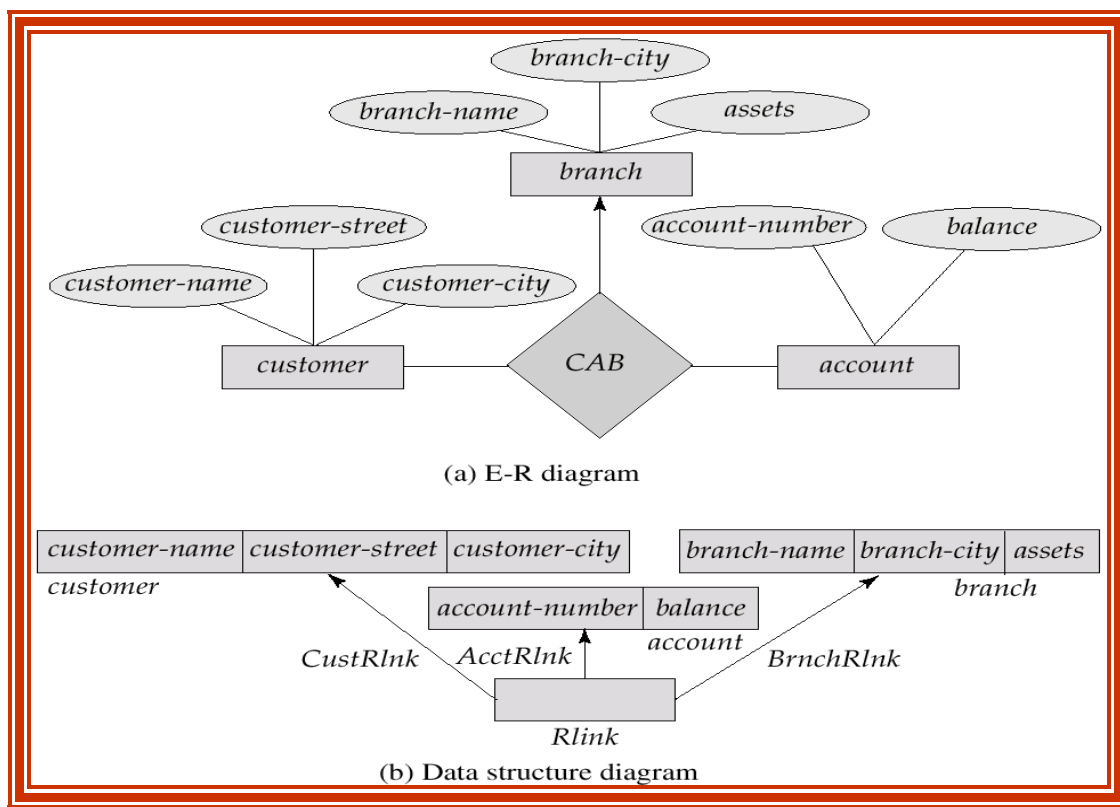 branch-city
branch-name
assets
branch
customer-street
account-number
balance
customer-name
customer-city
customer
CAB
account
(a) E-R diagram
customer-name customer-street customer-city
customer
branch-name branch-city assets
branch
account-number balance
account
CustRlnk
AcctRlnk
BrnchRlnk
Rlink
(b) Data structure diagram